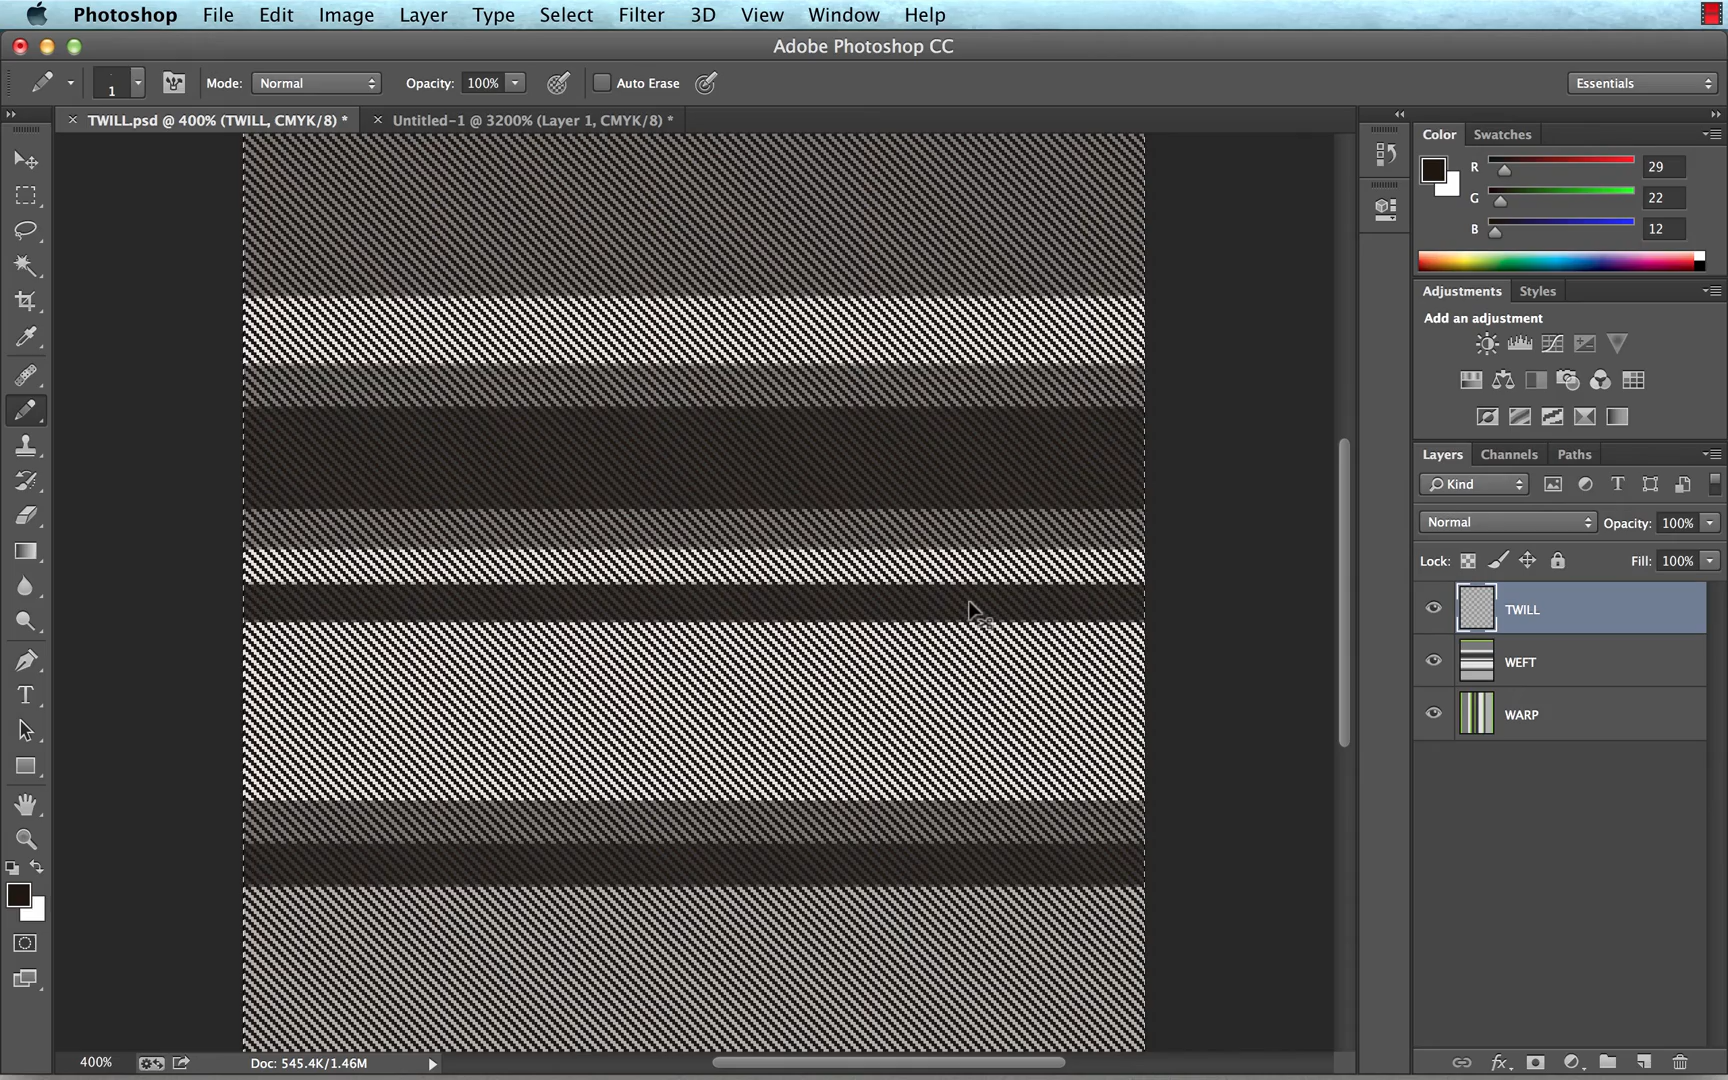 Photoshop File Edit Image Layer Type Select Filter 3D View Window Help
Adobe Photoshop CC
1 Mode: Normal Opacity: 100% Auto Erase Essentials
TWILL.psd @ 400% (TWILL, CMYK/8) * Untitled-1 @ 3200% (Layer 1, CMYK/8) *
Color Swatches
R 29
G 22
B 12
Adjustments Styles
Add an adjustment
Layers Channels Paths
Kind
Normal Opacity: 100%
Lock: Fill: 100%
TWILL
WEFT
WARP
400% Doc: 545.4K/1.46M